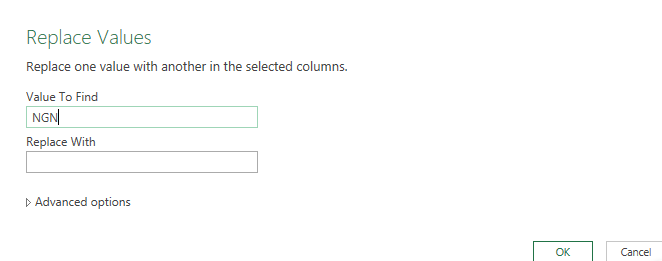 Replace Values
Replace one value with another in the selected columns.
Value To Find
NGN
Replace With
Advanced options
OK
Cancel